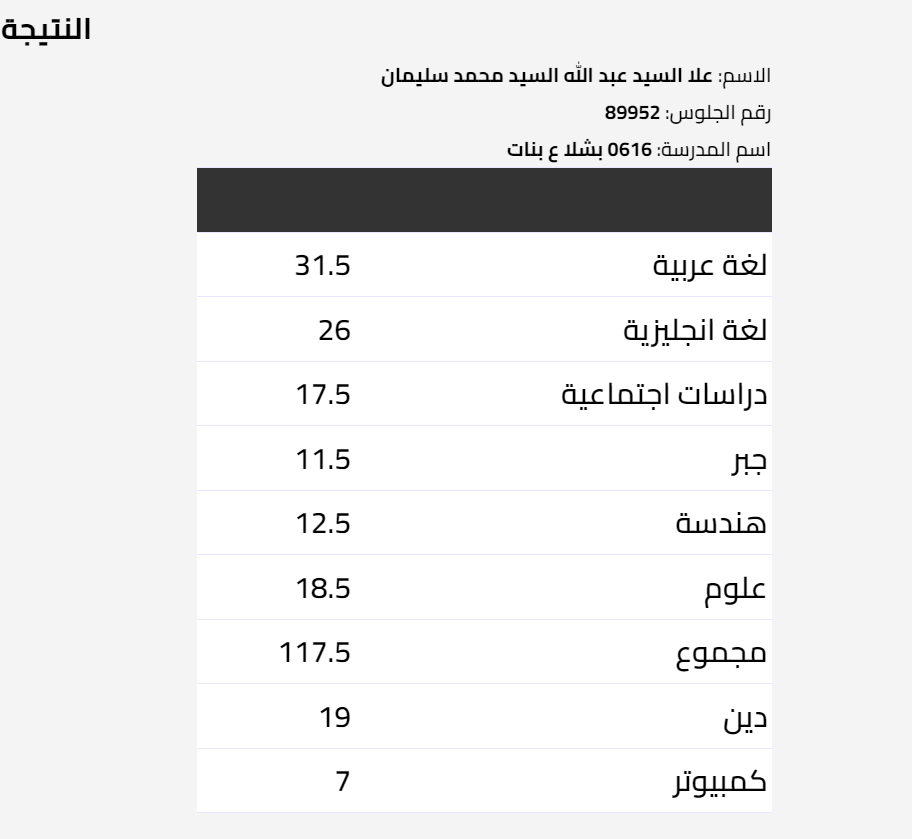 النتيجة
الاسم: علا السيد عبد الله السيد محمد سليمان
رقم الجلوس: 89952
اسم المدرسة: 0616 بشلا ع بنات
لغة عربية 31.5
لغة انجليزية 26
دراسات اجتماعية 17.5
جبر 11.5
هندسة 12.5
علوم 18.5
مجموع 117.5
دين 19
كمبيوتر 7